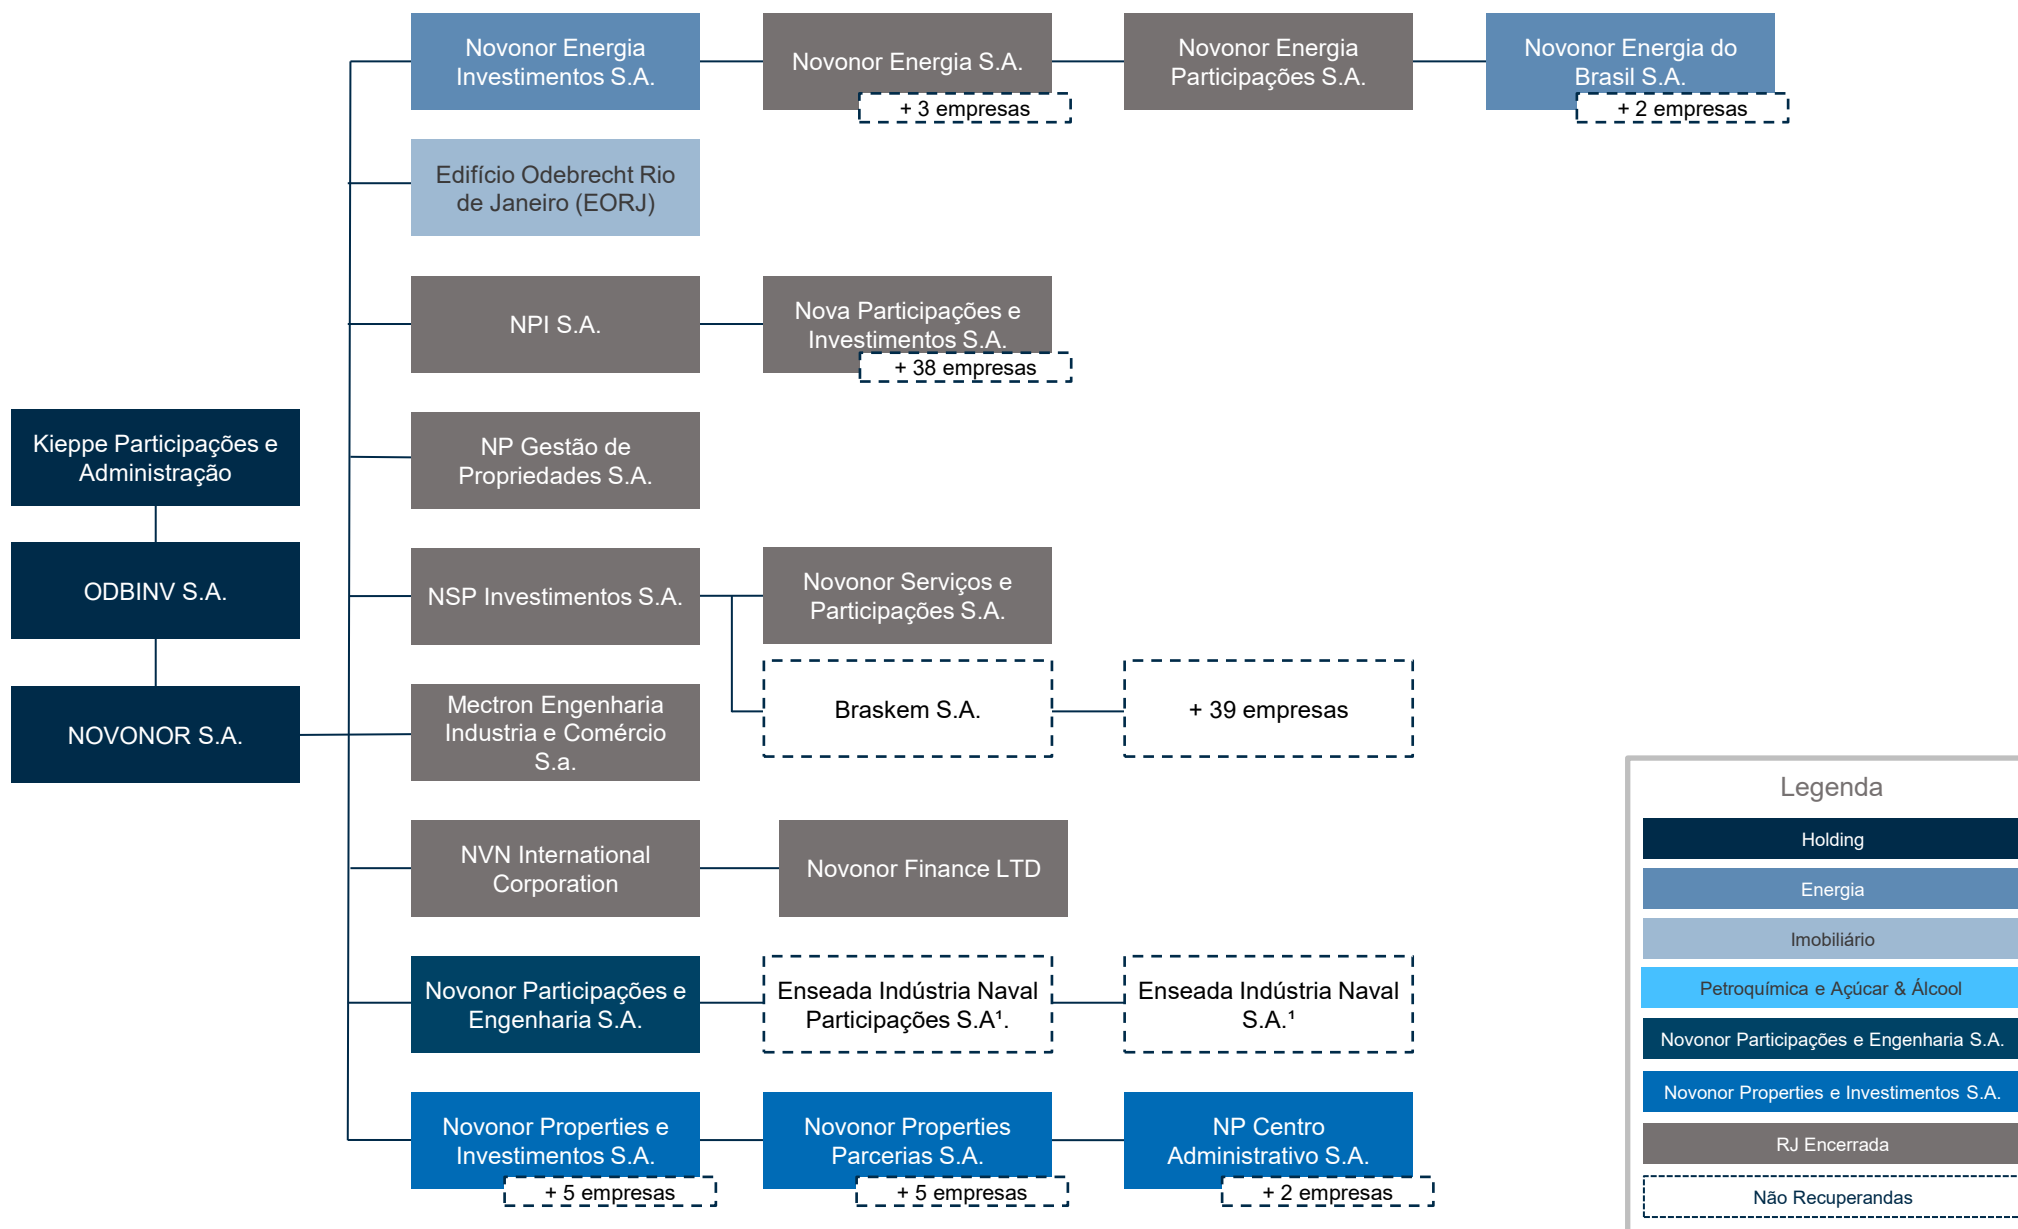 Novonor Energia
Investimentos S.A.
Novonor Energia S.A.
+ 3 empresas
Novonor Energia
Participações S.A.
Novonor Energia do
Brasil S.A.
+ 2 empresas
Edifício Odebrecht Rio
de Janeiro (EORJ)
NPI S.A.
Nova Participações e
Investimentos S.A.
+ 38 empresas
Kieppe Participações e
Administração
NP Gestão de
Propriedades S.A.
ODBINV S.A.
NSP Investimentos S.A.
Novonor Serviços e
Participações S.A.
Braskem S.A.
+ 39 empresas
NOVONOR S.A.
Mectron Engenharia
Industria e Comércio
S.a.
NVN International
Corporation
Novonor Finance LTD
Novonor Participações e
Engenharia S.A.
Enseada Indústria Naval
Participações S.A¹.
Enseada Indústria Naval
S.A.¹
Novonor Properties e
Investimentos S.A.
+ 5 empresas
Novonor Properties
Parcerias S.A.
+ 5 empresas
NP Centro
Administrativo S.A.
+ 2 empresas
Legenda
Holding
Energia
Imobiliário
Petroquímica e Açúcar & Álcool
Novonor Participações e Engenharia S.A.
Novonor Properties e Investimentos S.A.
RJ Encerrada
Não Recuperandas